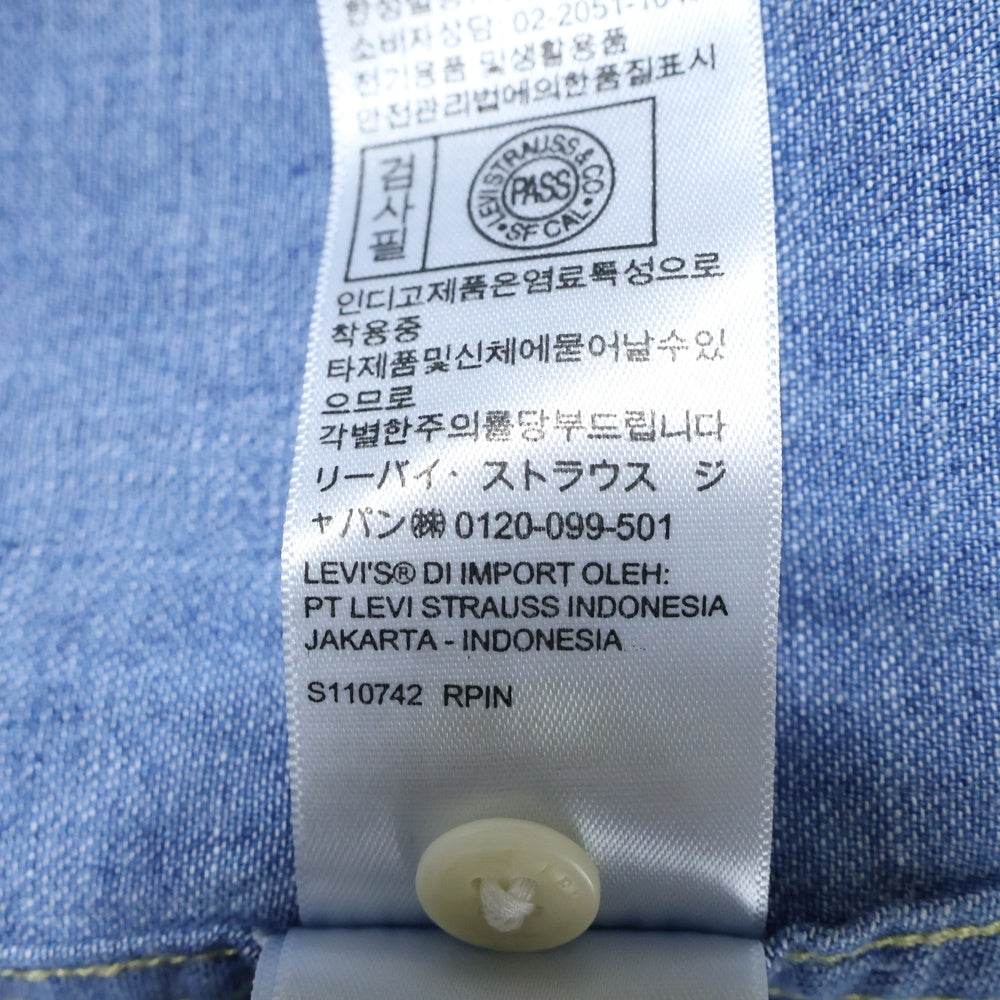 소비자상담 02-2051-
전기용품 및생활용품
안전관리법에의한품질표시
검사필
LEVI STRAUSS & CO.
PASS
• SF CAL •
인디고제품은염료특성으로
착용중
타제품및신체에묻어날수있
으므로
각별한주의를당부드립니다
リーバイ・ストラウス ジ
ャパン㈱ 0120-099-501
LEVI'S® DI IMPORT OLEH:
PT LEVI STRAUSS INDONESIA
JAKARTA - INDONESIA
S110742 RPIN